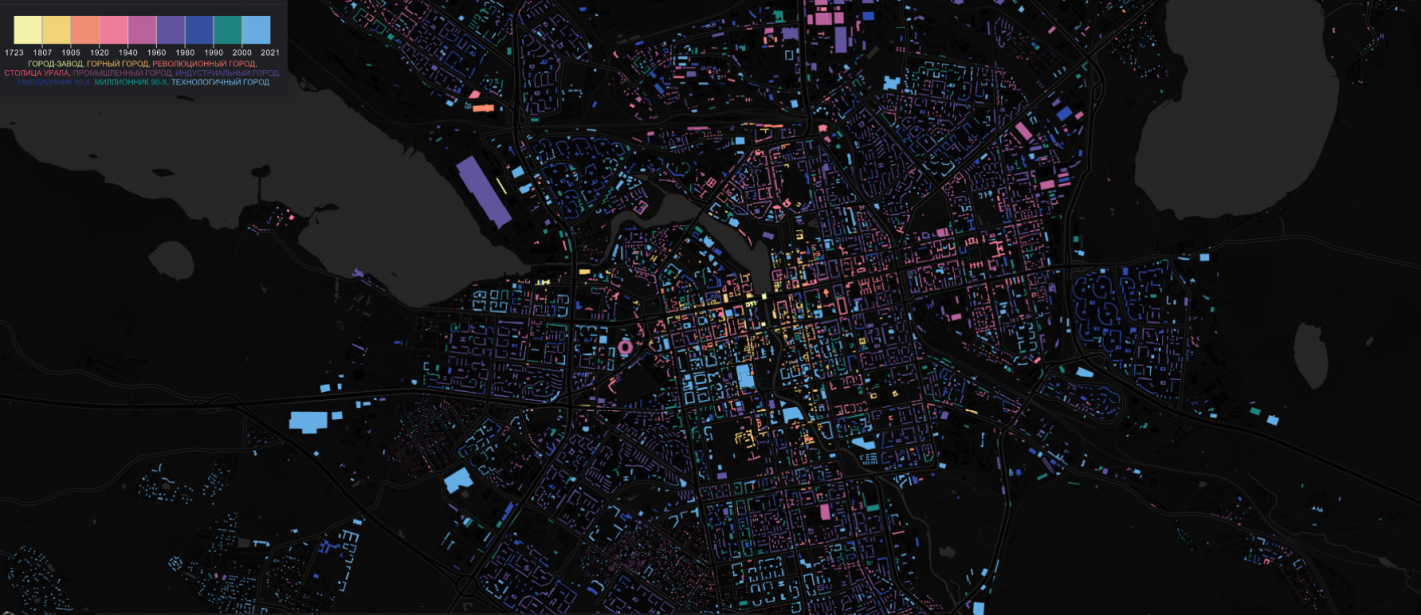 1723 1807 1905 1920 1940 1960 1980 1990 2000 2021
ГОРОД-ЗАВОД, ГОРНЫЙ ГОРОД, РЕВОЛЮЦИОННЫЙ ГОРОД,
СТОЛИЦА УРАЛА, ПРОМЫШЛЕННЫЙ ГОРОД, ИНДУСТРИАЛЬНЫЙ ГОРОД,
МИЛЛИОННИК 80-Х, МИЛЛИОННИК 90-Х, ТЕХНОЛОГИЧНЫЙ ГОРОД